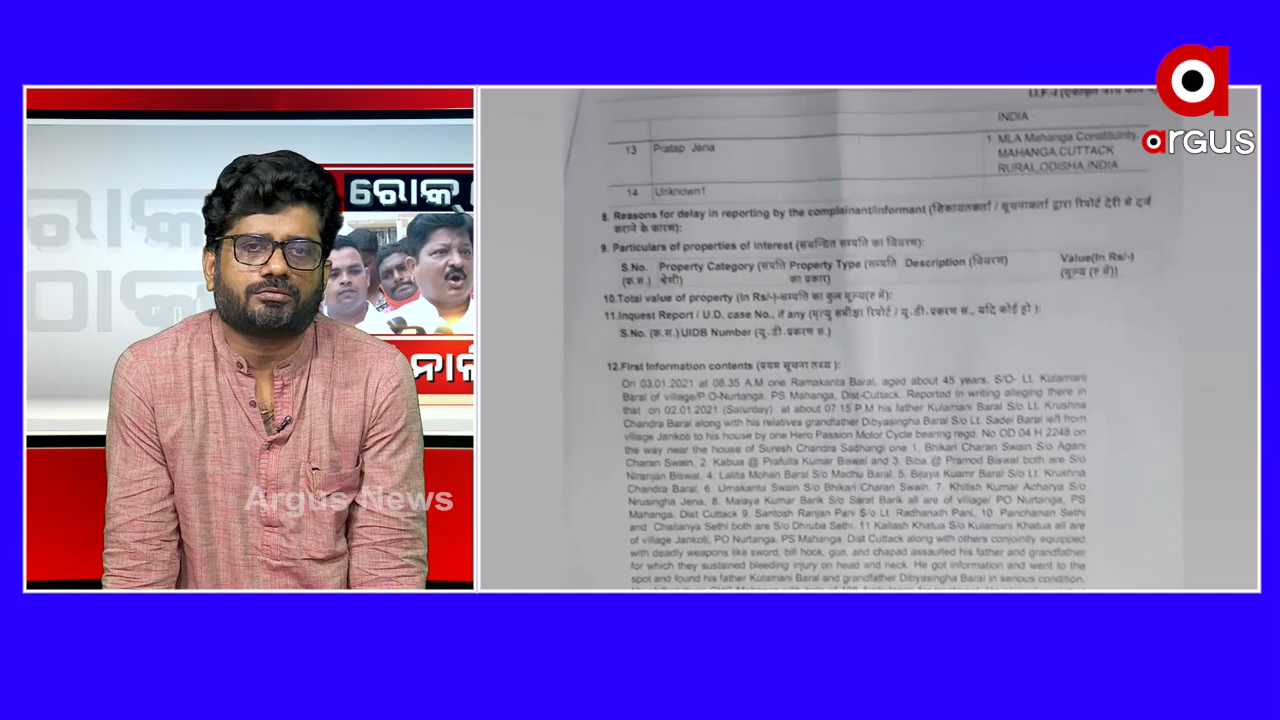 argus
ରୋକ୍
ଠୋକ୍
ରୋକ୍
Argus News
INDIA
13 Pratap Jena 1. MLA Mahanga Constituency, MAHANGA,CUTTACK RURAL,ODISHA,INDIA
14 Unknown1
8. Reasons for delay in reporting by the complainant/informant (शिकायतकर्ता / सूचनाकर्ता द्वारा रिपोर्ट देरी से दर्ज
कराने के कारण):
9. Particulars of properties of interest (सम्बन्धित सम्पत्ति का विवरण):
S.No. Property Category (संपत्ति Property Type (सम्पत्ति Description (विवरण) Value(In Rs/-)
(क्र.सं.) श्रेणी) का प्रकार) (मूल्य (रु में))
10.Total value of property (In Rs/-)-सम्पत्ति का कुल मूल्य(रु में):
11.Inquest Report / U.D. case No., if any (मृत्यु समीक्षा रिपोर्ट / यू.डी.प्रकरण सं., यदि कोई हो ):
S.No. (क्र.सं.) UIDB Number (यू.डी.प्रकरण सं.)
12.First Information contents (प्रथम सूचना तथ्य ):
On 03.01.2021 at 08.35 A.M one Ramakanta Baral, aged about 45 years, S/O- Lt. Kulamani
Baral of village/P O-Nurtanga, PS Mahanga, Dist-Cuttack. Reported in writing alleging there in
that on 02.01.2021 (Saturday) at about 07.15 P.M his father Kulamani Baral S/o Lt. Krushna
Chandra Baral along with his relatives grandfather Dibyasingha Baral S/o Lt. Sadei Baral left from
village Jankoti to his house by one Hero Passion Motor Cycle bearing regd. No OD 04 H 2248 on
the way near the house of Suresh Chandra Sadhangi one 1. Bhikari Charan Swain S/o Agani
Charan Swain, 2. Kabua @ Prafulla Kumar Biswal and 3. Biba @ Pramod Biswal both are S/o
Niranjan Biswal, 4. Lalita Mohan Baral S/o Madhu Baral, 5. Bijaya Kuamr Baral S/o Lt. Krushna
Chandra Baral, 6. Umakanta Swain S/o Bhikari Charan Swain, 7. Khitish Kumar Acharya S/o
Nrusingha Jena, 8. Malaya Kumar Barik S/o Sarat Barik all are of village/ PO Nurtanga, PS
Mahanga, Dist Cuttack 9. Santosh Ranjan Pani S/o Lt. Radhanath Pani, 10. Panchanan Sethi
and Chaitanya Sethi both are S/o Dhruba Sethi, 11 Kailash Khatua S/o Kulamani Khatua all are
of village Jankoti, PO Nurtanga, PS Mahanga, Dist Cuttack along with others conjointly equipped
with deadly weapons like sword, bill hook, gun, and chapad assaulted his father and grandfather
for which they sustained bleeding injury on head and neck. He got information and went to the
spot and found his father Kulamani Baral and grandfather Dibyasingha Baral in serious condition.